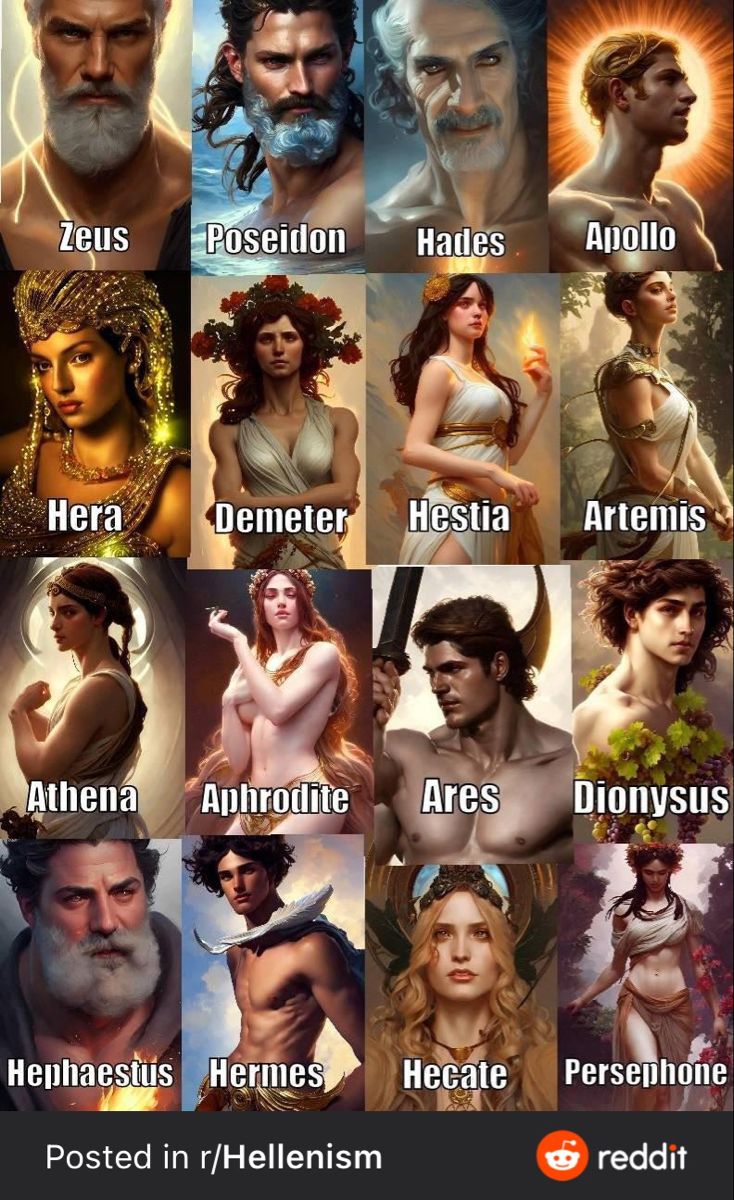 Zeus
Poseidon
Hades
Apollo
Hera
Demeter
Hestia
Artemis
Athena
Aphrodite
Ares
Dionysus
Hephaestus
Hermes
Hecate
Persephone
Posted in r/Hellenism
reddit